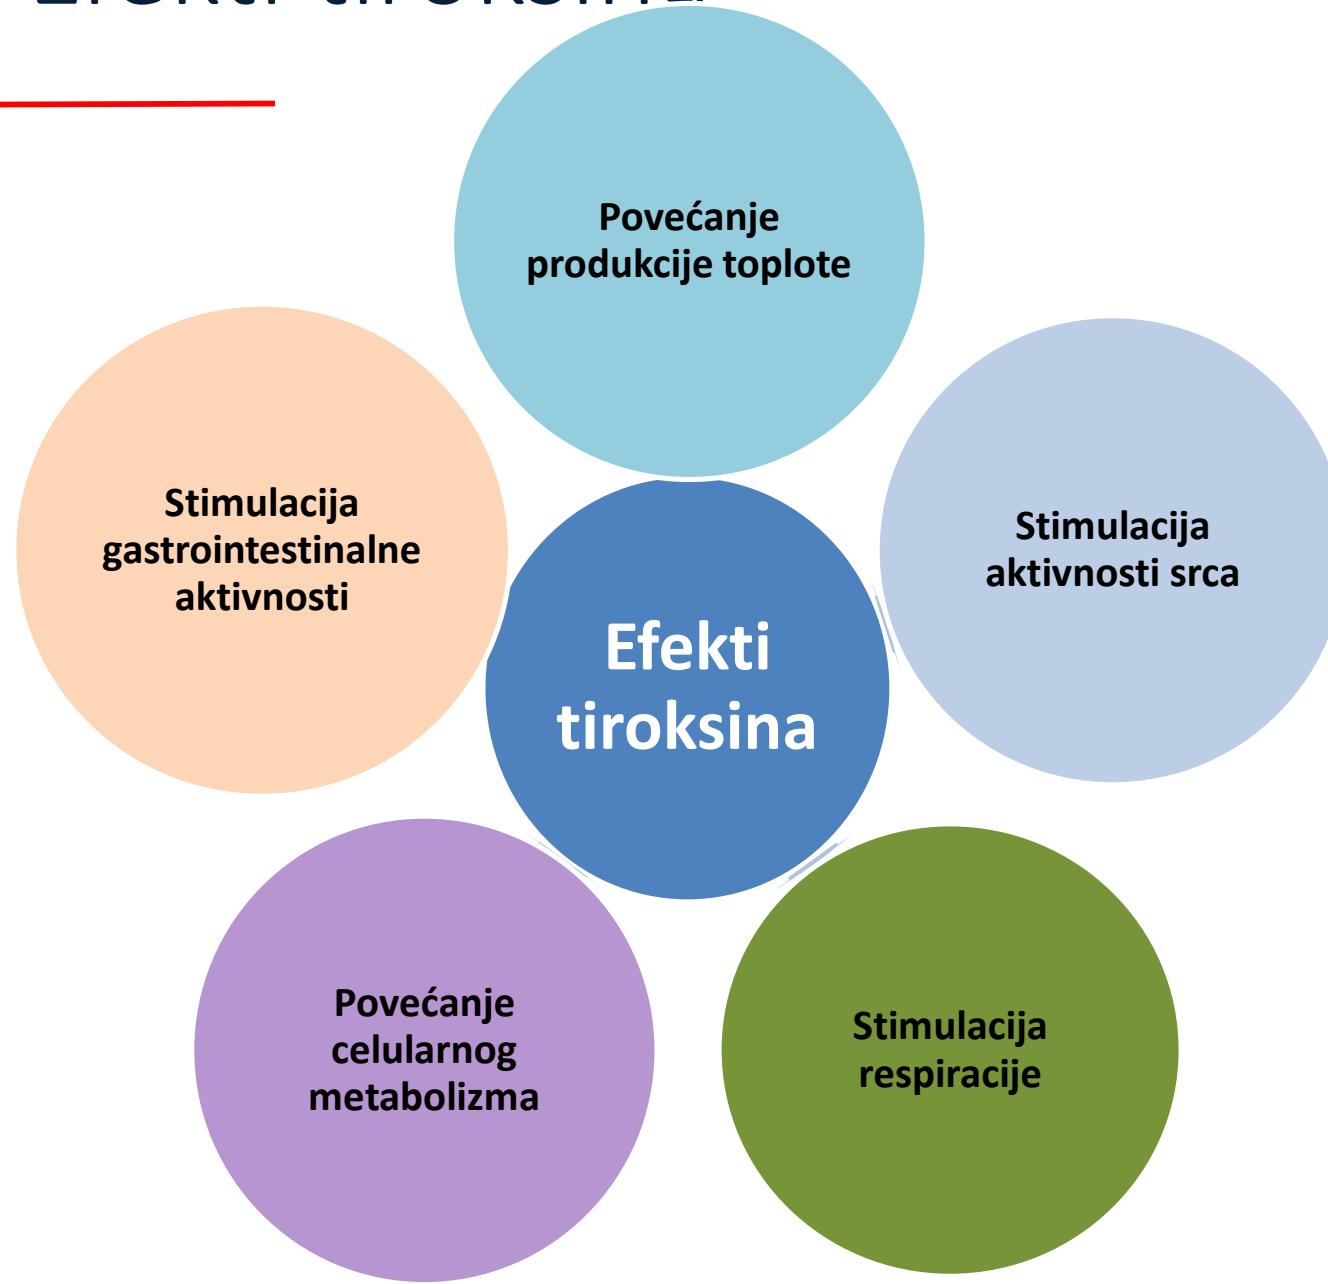 Povećanje
produkcije toplote
Stimulacija
aktivnosti srca
Stimulacija
respiracije
Povećanje
celularnog
metabolizma
Stimulacija
gastrointestinalne
aktivnosti
Efekti
tiroksina